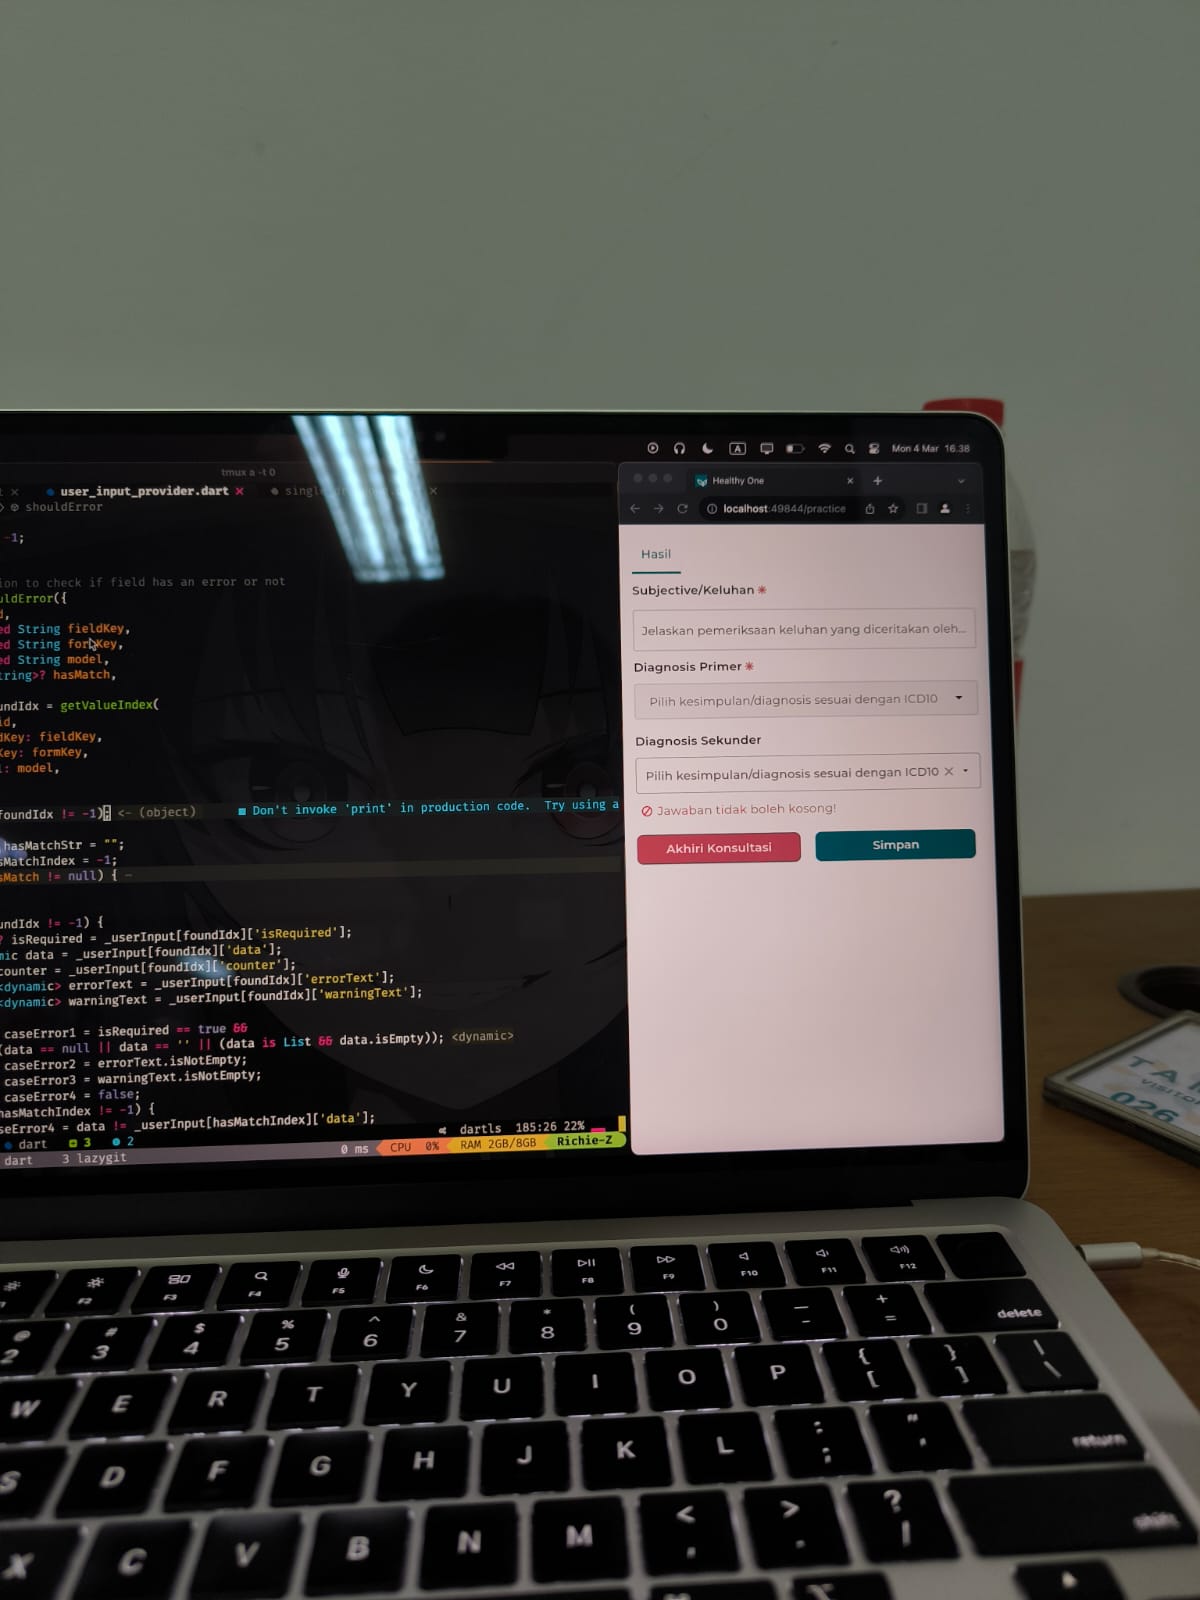 Mon 4 Mar 16.38
tmux a -t 0
user_input_provider.dart ×
shouldError
-1;
ion to check if field has an error or not
uldError({
d,
ed String fieldKey,
ed String formKey,
ed String model,
tring>? hasMatch,
undIdx = getValueIndex(
id,
dKey: fieldKey,
Key: formKey,
l: model,
foundIdx != -1) <- (object) ■ Don't invoke 'print' in production code. Try using a
hasMatchStr = "";
sMatchIndex = -1;
sMatch != null) {
undIdx != -1) {
? isRequired = _userInput[foundIdx]['isRequired'];
mic data = _userInput[foundIdx]['data'];
counter = _userInput[foundIdx]['counter'];
<dynamic> errorText = _userInput[foundIdx]['errorText'];
<dynamic> warningText = _userInput[foundIdx]['warningText'];
caseError1 = isRequired == true &&
(data == null || data == '' || (data is List && data.isEmpty)); <dynamic>
caseError2 = errorText.isNotEmpty;
caseError3 = warningText.isNotEmpty;
caseError4 = false;
hasMatchIndex != -1) {
seError4 = data != _userInput[hasMatchIndex]['data'];
dart 3 2 dartls 185:26 22%
dart 3 lazygit 0 ms CPU 0% RAM 2GB/8GB Richie-Z
Healthy One
localhost:49844/practice
Hasil
Subjective/Keluhan *
Jelaskan pemeriksaan keluhan yang diceritakan oleh...
Diagnosis Primer *
Pilih kesimpulan/diagnosis sesuai dengan ICD10
Diagnosis Sekunder
Pilih kesimpulan/diagnosis sesuai dengan ICD10 ×
Jawaban tidak boleh kosong!
Akhiri Konsultasi Simpan
VISITOR
026
F2 F3 F4 F5 F6 F7 F8 F9 F10 F11 F12
@ # $ % ^ & * ( ) — +
2 3 4 5 6 7 8 9 0 - = delete
W E R T Y U I O P { [ } ] | \
S D F G H J K L : ; " ' return
X C V B N M < , > . ? / shift